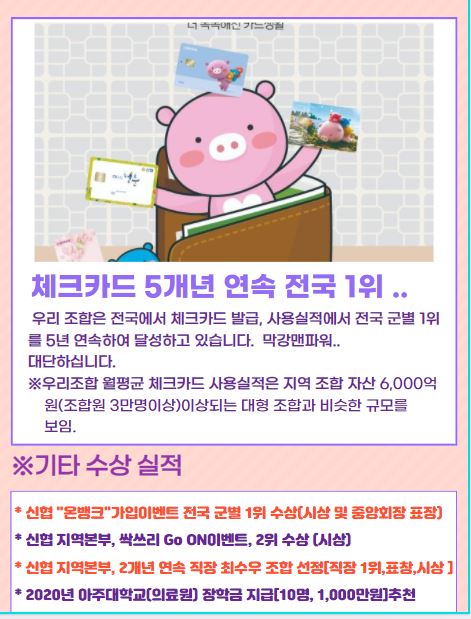 더 똑똑해진 카드생활
체크카드 5개년 연속 전국 1위 ..
우리 조합은 전국에서 체크카드 발급, 사용실적에서 전국 군별 1위
를 5년 연속하여 달성하고 있습니다. 막강맨파워..
대단하십니다.
※우리조합 월평균 체크카드 사용실적은 지역 조합 자산 6,000억
원(조합원 3만명이상)이상되는 대형 조합과 비슷한 규모를
보임.
※기타 수상 실적
* 신협 "온뱅크"가입이벤트 전국 군별 1위 수상(시상 및 중앙회장 표장)
* 신협 지역본부, 싹쓰리 Go ON이벤트, 2위 수상 (시상)
* 신협 지역본부, 2개년 연속 직장 최수우 조합 선정[직장 1위,표창,시상 ]
* 2020년 아주대학교(의료원) 장학금 지급[10명, 1,000만원]추천